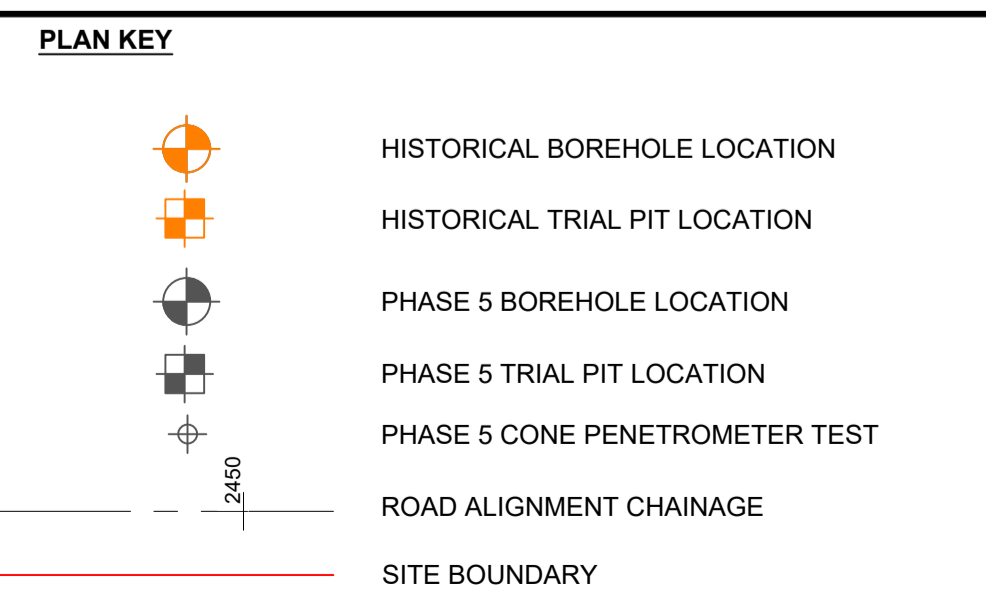 PLAN KEY
HISTORICAL BOREHOLE LOCATION
HISTORICAL TRIAL PIT LOCATION
PHASE 5 BOREHOLE LOCATION
PHASE 5 TRIAL PIT LOCATION
PHASE 5 CONE PENETROMETER TEST
2450
ROAD ALIGNMENT CHAINAGE
SITE BOUNDARY